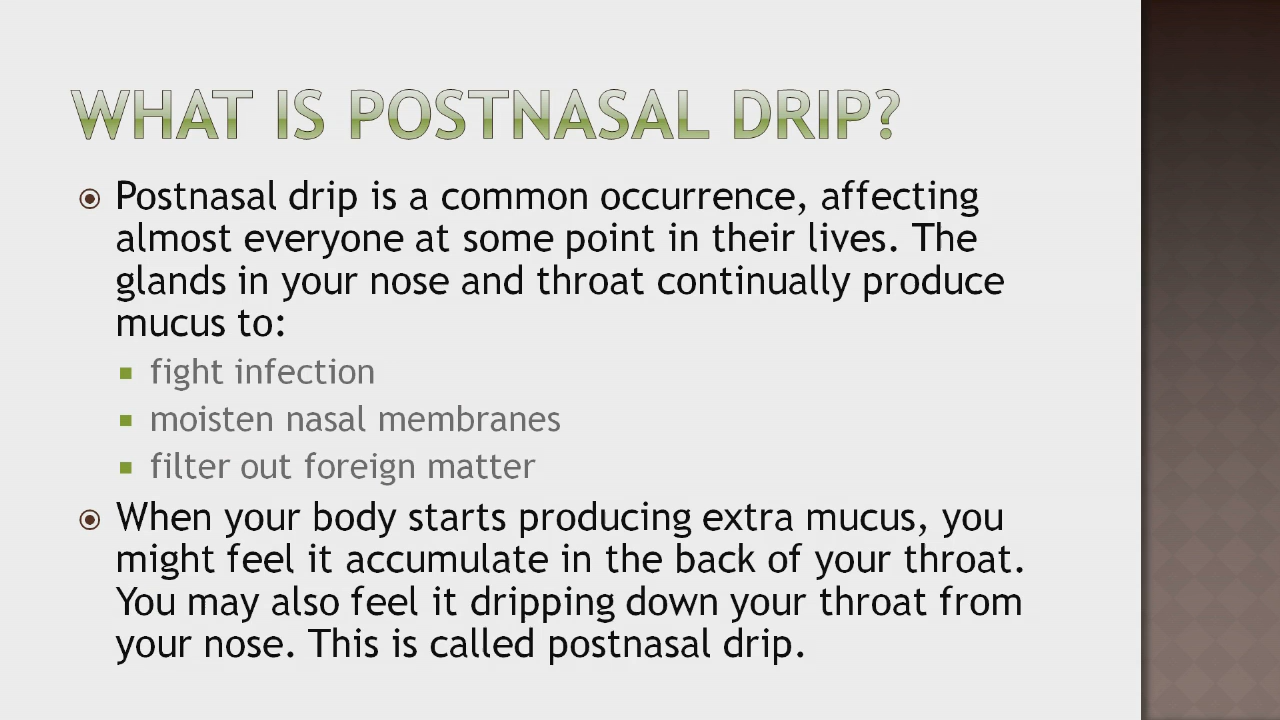 WHAT IS POSTNASAL DRIP?
Postnasal drip is a common occurrence, affecting
almost everyone at some point in their lives. The
glands in your nose and throat continually produce
mucus to:
fight infection
moisten nasal membranes
filter out foreign matter
When your body starts producing extra mucus, you
might feel it accumulate in the back of your throat.
You may also feel it dripping down your throat from
your nose. This is called postnasal drip.